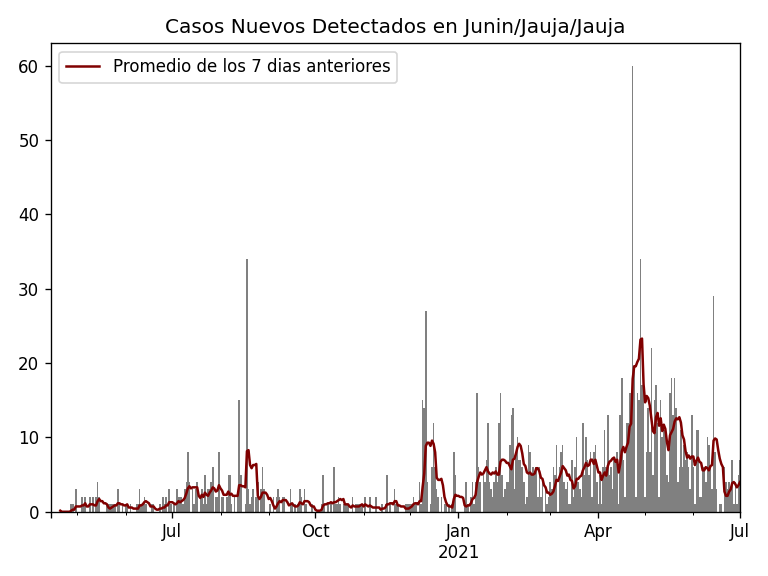 Casos Nuevos Detectados en Junin/Jauja/Jauja
Promedio de los 7 dias anteriores
60
50
40
30
20
10
0
Jul
Oct
Jan
2021
Apr
Jul